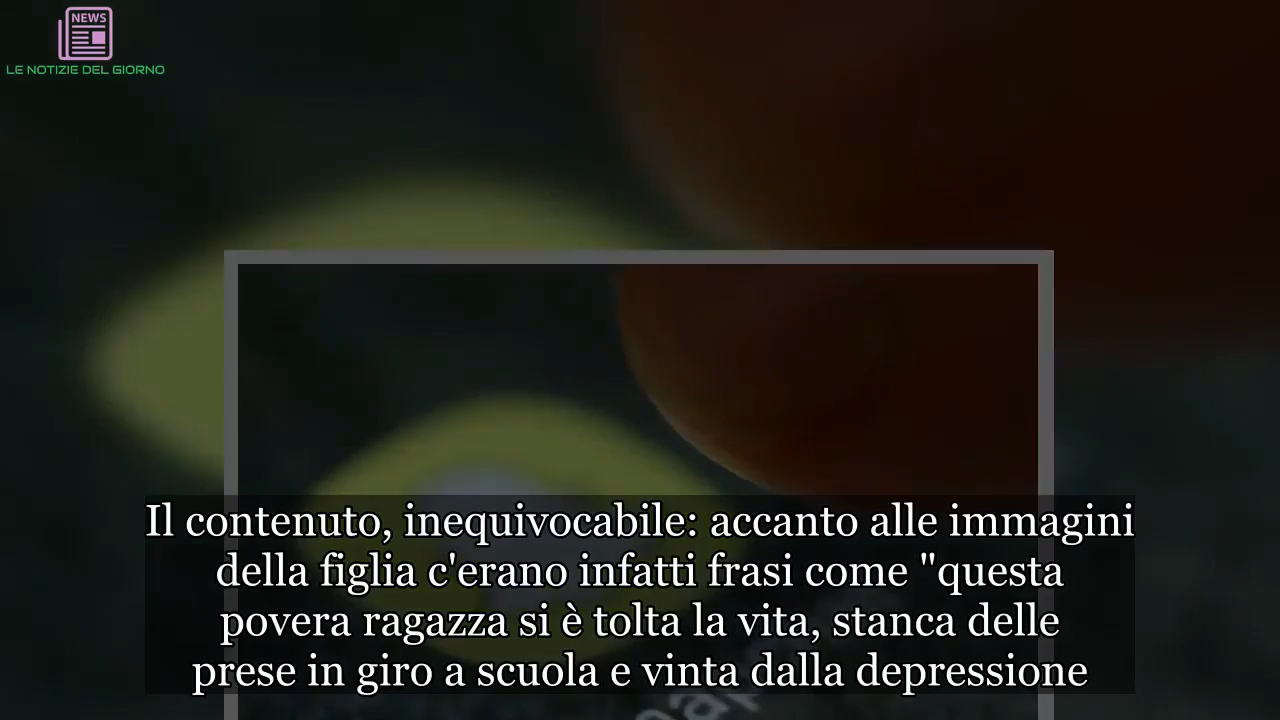 NEWS
LE NOTIZIE DEL GIORNO
Il contenuto, inequivocabile: accanto alle immagini
della figlia c'erano infatti frasi come "questa
povera ragazza si è tolta la vita, stanca delle
prese in giro a scuola e vinta dalla depressione